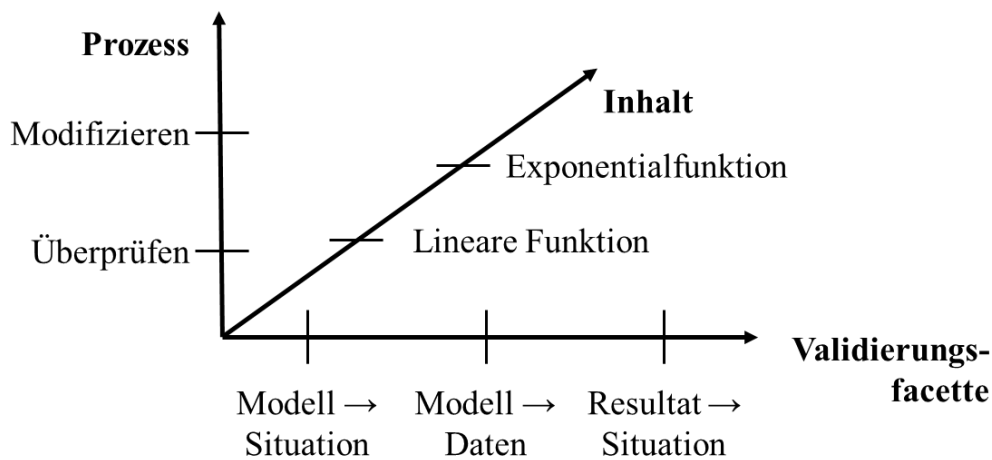 Prozess
Inhalt
Modifizieren
Exponentialfunktion
Lineare Funktion
Überprüfen
Validierungs-
facette
Modell →
Situation
Modell →
Daten
Resultat →
Situation